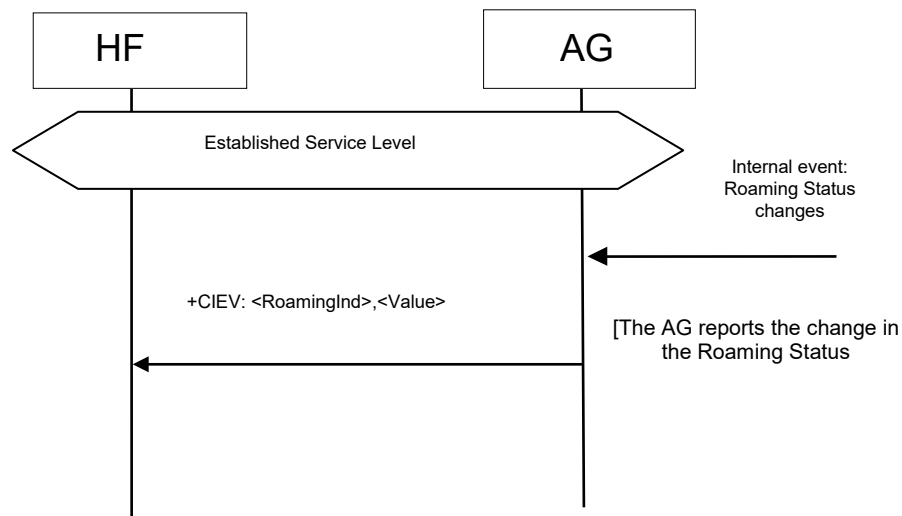 HF
AG
Established Service Level
Internal event:
Roaming Status
changes
+CIEV: <RoamingInd>,<Value>
[The AG reports the change in
the Roaming Status